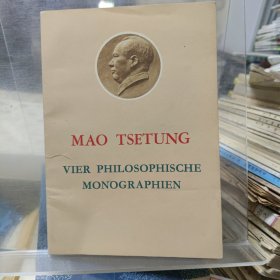 MAO TSETUNG
VIER PHILOSOPHISCHE
MONOGRAPHIEN